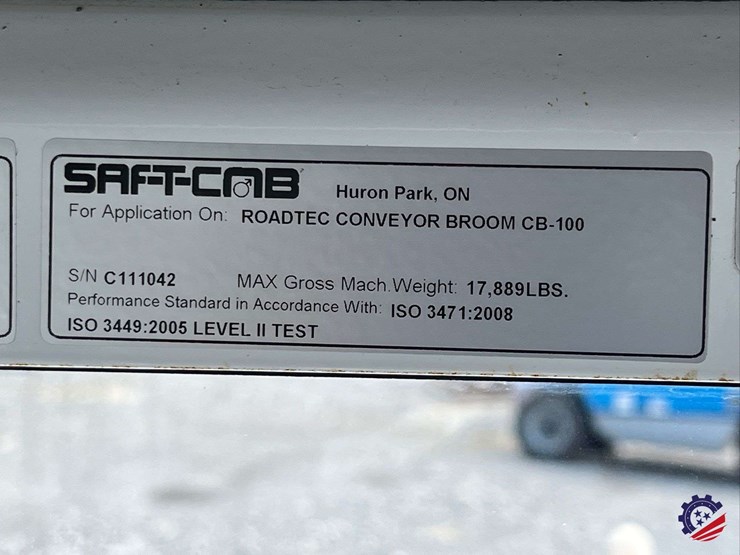 SAFT-CAB Huron Park, ON
For Application On: ROADTEC CONVEYOR BROOM CB-100
S/N C111042 MAX Gross Mach.Weight: 17,889LBS.
Performance Standard in Accordance With: ISO 3471:2008
ISO 3449:2005 LEVEL II TEST